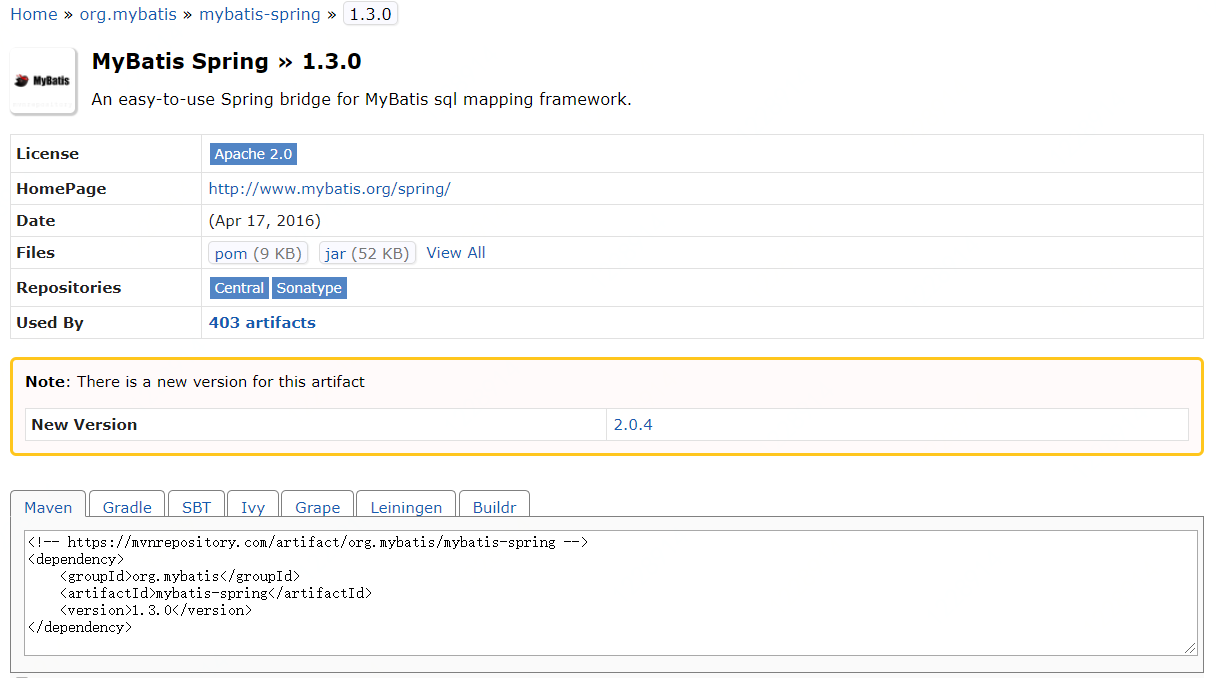 Home » org.mybatis » mybatis-spring » 1.3.0
MyBatis
MyBatis Spring » 1.3.0
An easy-to-use Spring bridge for MyBatis sql mapping framework.
License Apache 2.0
HomePage http://www.mybatis.org/spring/
Date (Apr 17, 2016)
Files pom (9 KB) jar (52 KB) View All
Repositories Central Sonatype
Used By 403 artifacts
Note: There is a new version for this artifact
New Version 2.0.4
Maven Gradle SBT Ivy Grape Leiningen Buildr
<!-- https://mvnrepository.com/artifact/org.mybatis/mybatis-spring -->
<dependency>
    <groupId>org.mybatis</groupId>
    <artifactId>mybatis-spring</artifactId>
    <version>1.3.0</version>
</dependency>